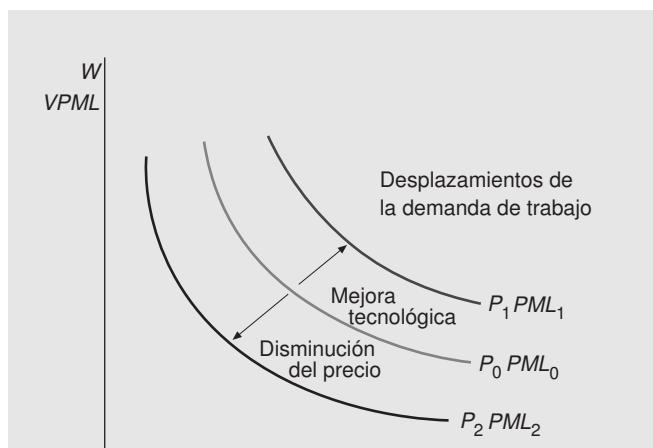 W
VPML
Desplazamientos de
la demanda de trabajo
Mejora
tecnológica
P1 PML1
Disminución
del precio
P0 PML0
P2 PML2